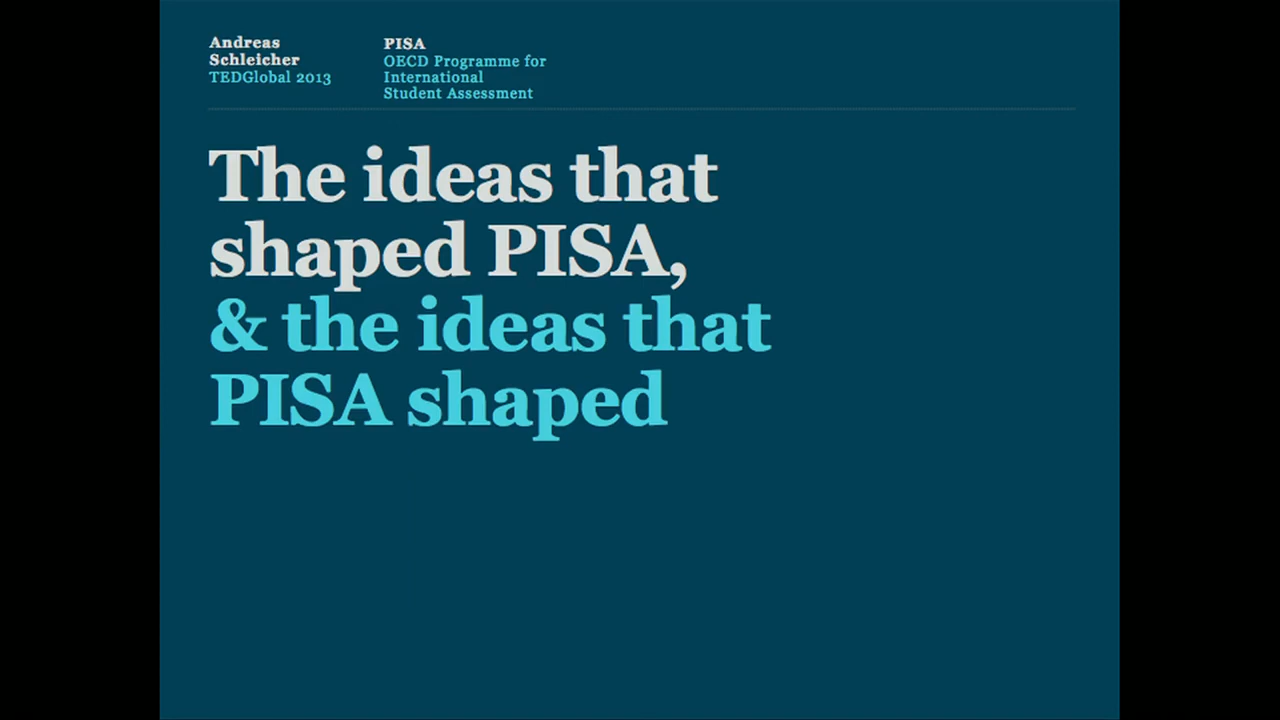 Andreas
Schleicher
TEDGlobal 2013
PISA
OECD Programme for
International
Student Assessment
The ideas that
shaped PISA,
& the ideas that
PISA shaped